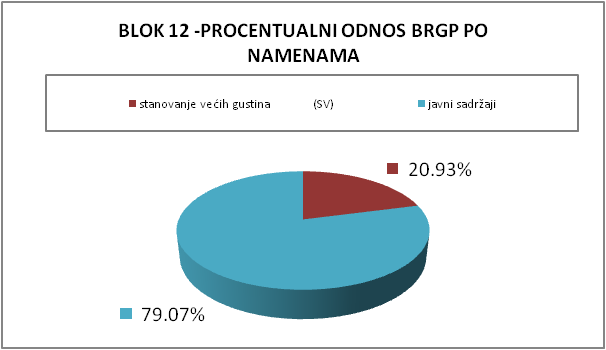 BLOK 12 -PROCENTUALNI ODNOS BRGP PO
NAMENAMA
stanovanje većih gustina (SV) javni sadržaji
20.93%
79.07%